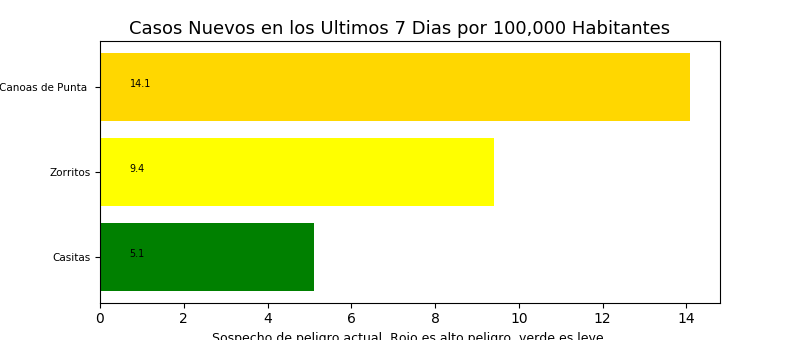 Casos Nuevos en los Ultimos 7 Dias por 100,000 Habitantes
Canoas de Punta
14.1
Zorritos
9.4
Casitas
5.1
0 2 4 6 8 10 12 14
Sospecho de peligro actual. Rojo es alto peligro, verde es leve